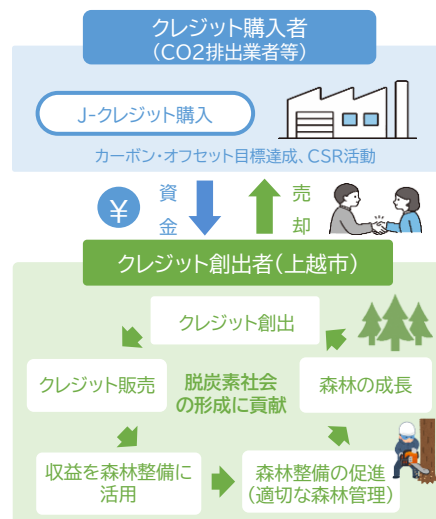 クレジット購入者
（CO2排出業者等）
J-クレジット購入
カーボン・オフセット目標達成、CSR活動
¥
資金
売却
クレジット創出者（上越市）
クレジット創出
クレジット販売
脱炭素社会
の形成に貢献
森林の成長
収益を森林整備に
活用
森林整備の促進
（適切な森林管理）